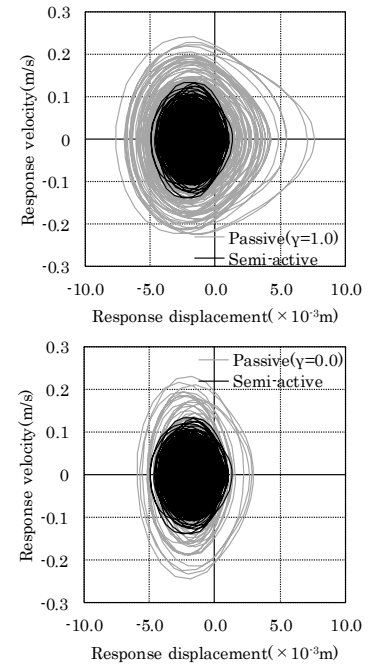 0.3
0.2
0.1
0
-0.1
-0.2
-0.3
Response velocity(m/s)
Passive(γ=1.0)
Semi-active
-10.0 -5.0 0.0 5.0 10.0
Response displacement(×10⁻³m)
0.3
0.2
0.1
0
-0.1
-0.2
-0.3
Response velocity(m/s)
Passive(γ=0.0)
Semi-active
-10.0 -5.0 0.0 5.0 10.0
Response displacement(×10⁻³m)